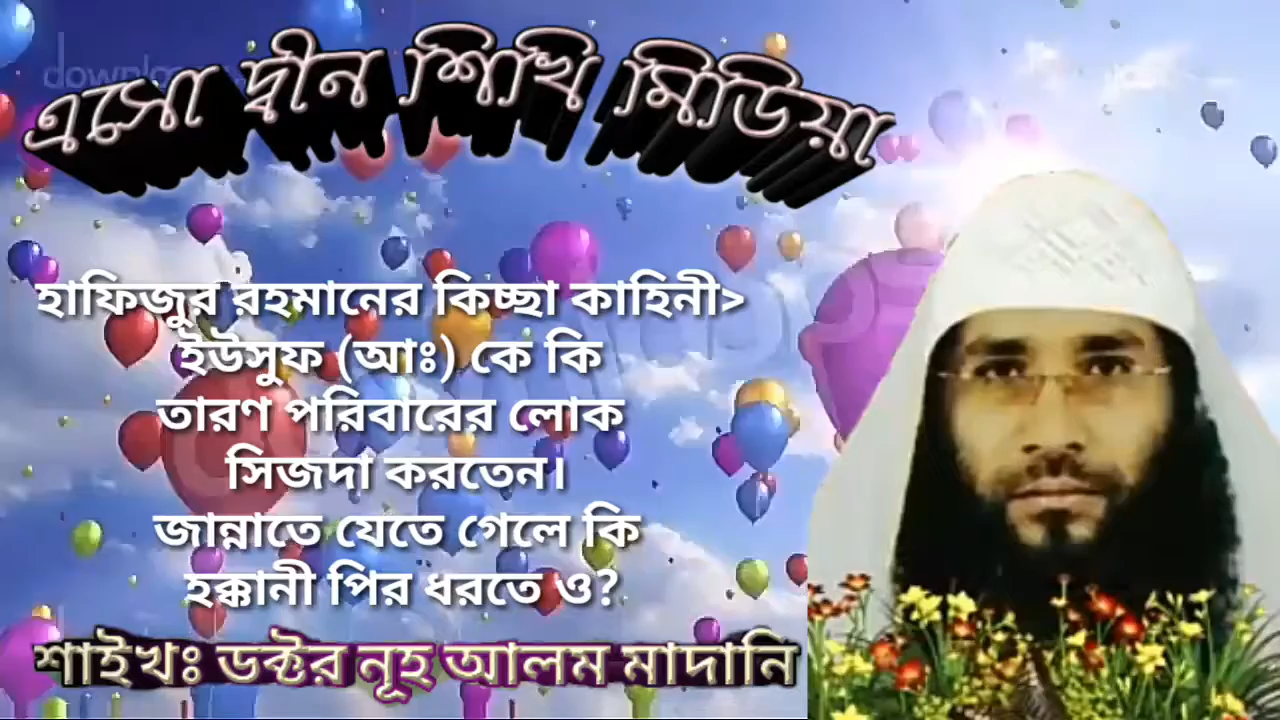 এসো দ্বীন শিখি মিডিয়া
হাফিজুর রহমানের কিচ্ছা কাহিনী>
ইউসুফ (আঃ) কে কি
তারণ পরিবারের লোক
সিজদা করতেন।
জান্নাতে যেতে গেলে কি
হক্কানী পির ধরতে ও?
শাইখঃ ডক্টর নূহ আলম মাদানি